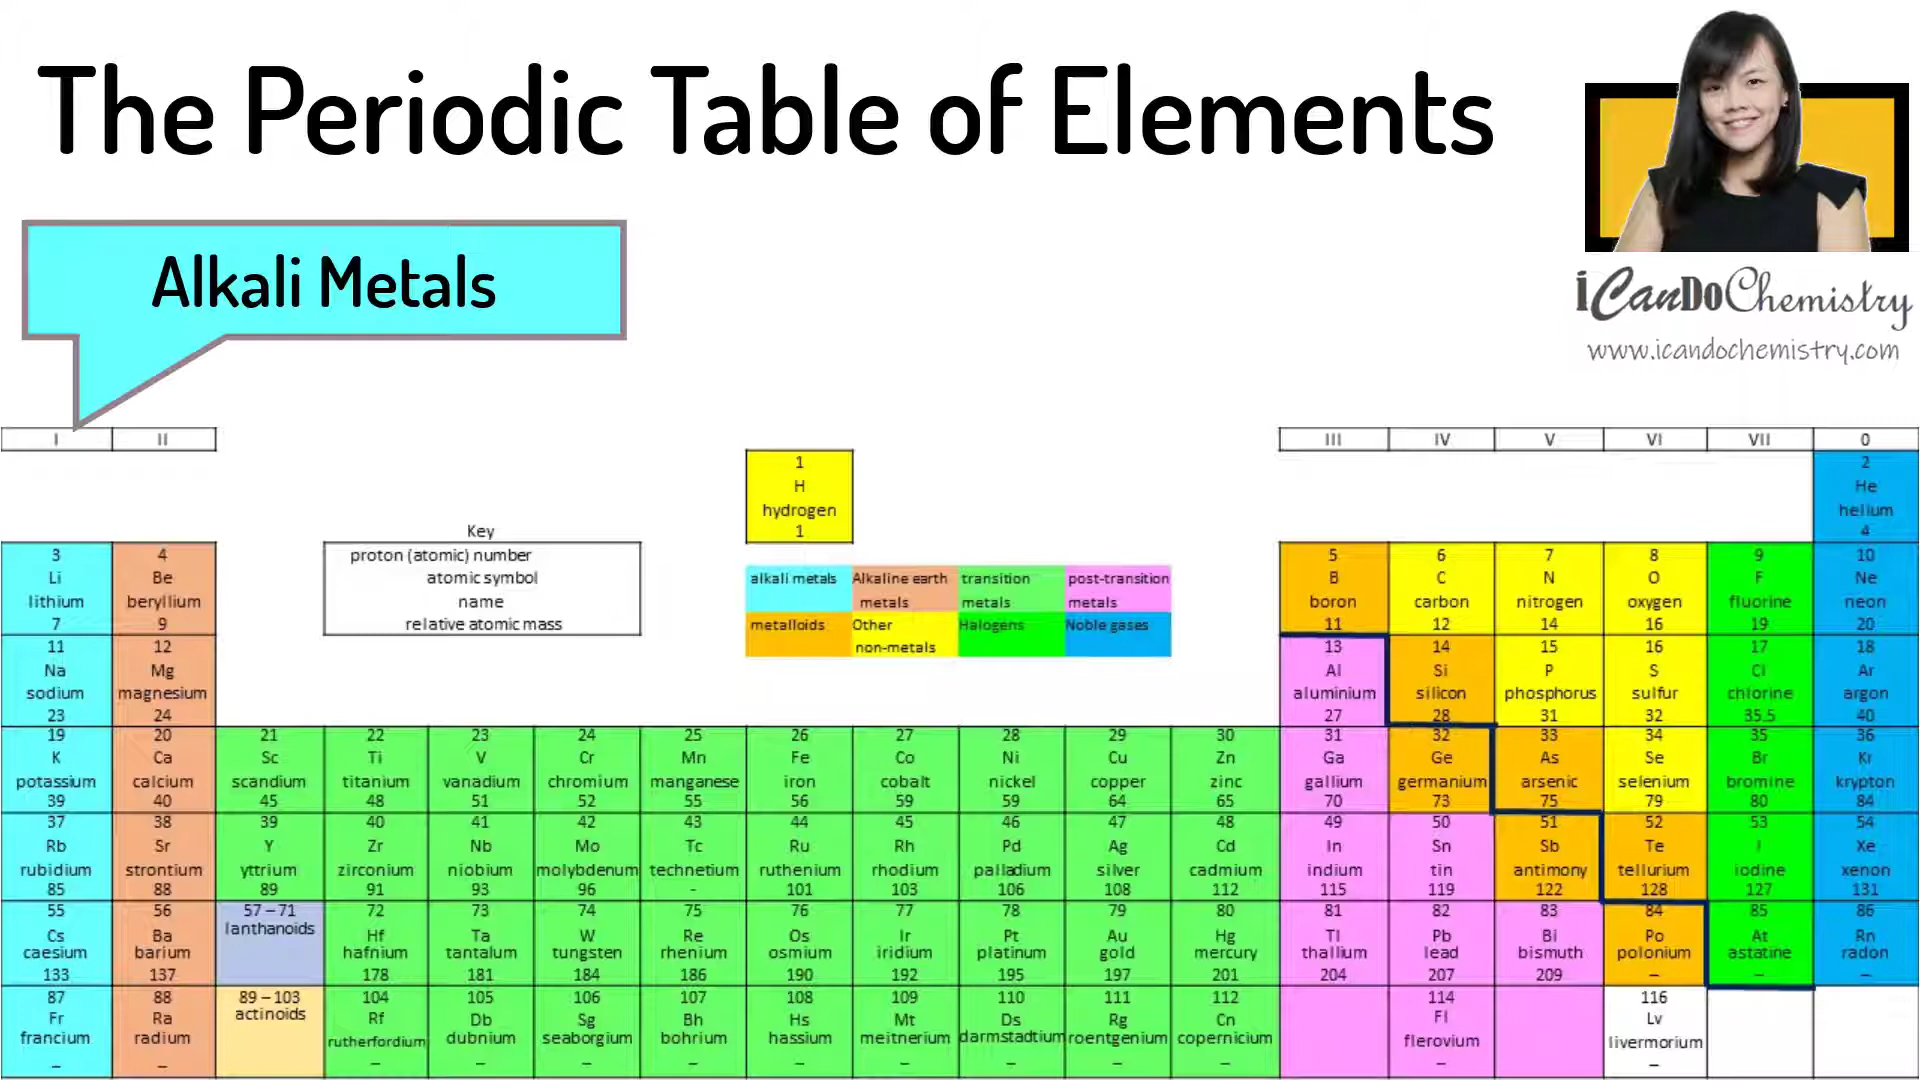 The Periodic Table of Elements
Alkali Metals
iCanDoChemistry
www.icandochemistry.com
I II III IV V VI VII 0
1 2
H He
hydrogen helium
1 4
Key
proton (atomic) number
atomic symbol
name
relative atomic mass
alkali metals Alkaline earth metals transition metals post-transition metals
metalloids Other non-metals Halogens Noble gases
3 4 5 6 7 8 9 10
Li Be B C N O F Ne
lithium beryllium boron carbon nitrogen oxygen fluorine neon
7 9 11 12 14 16 19 20
11 12 13 14 15 16 17 18
Na Mg Al Si P S Cl Ar
sodium magnesium aluminium silicon phosphorus sulfur chlorine argon
23 24 27 28 31 32 35.5 40
19 20 21 22 23 24 25 26 27 28 29 30 31 32 33 34 35 36
K Ca Sc Ti V Cr Mn Fe Co Ni Cu Zn Ga Ge As Se Br Kr
potassium calcium scandium titanium vanadium chromium manganese iron cobalt nickel copper zinc gallium germanium arsenic selenium bromine krypton
39 40 45 48 51 52 55 56 59 59 64 65 70 73 75 79 80 84
37 38 39 40 41 42 43 44 45 46 47 48 49 50 51 52 53 54
Rb Sr Y Zr Nb Mo Tc Ru Rh Pd Ag Cd In Sn Sb Te I Xe
rubidium strontium yttrium zirconium niobium molybdenum technetium ruthenium rhodium palladium silver cadmium indium tin antimony tellurium iodine xenon
85 88 89 91 93 96 - 101 103 106 108 112 115 119 122 128 127 131
55 56 57 – 71 72 73 74 75 76 77 78 79 80 81 82 83 84 85 86
Cs Ba lanthanoids Hf Ta W Re Os Ir Pt Au Hg Tl Pb Bi Po At Rn
caesium barium hafnium tantalum tungsten rhenium osmium iridium platinum gold mercury thallium lead bismuth polonium astatine radon
133 137 178 181 184 186 190 192 195 197 201 204 207 209 – – –
87 88 89 – 103 104 105 106 107 108 109 110 111 112 114 116
Fr Ra actinoids Rf Db Sg Bh Hs Mt Ds Rg Cn Fl Lv
francium radium rutherfordium dubnium seaborgium bohrium hassium meitnerium darmstadtium roentgenium copernicium flerovium livermorium
– – – – – – – – – – – – –